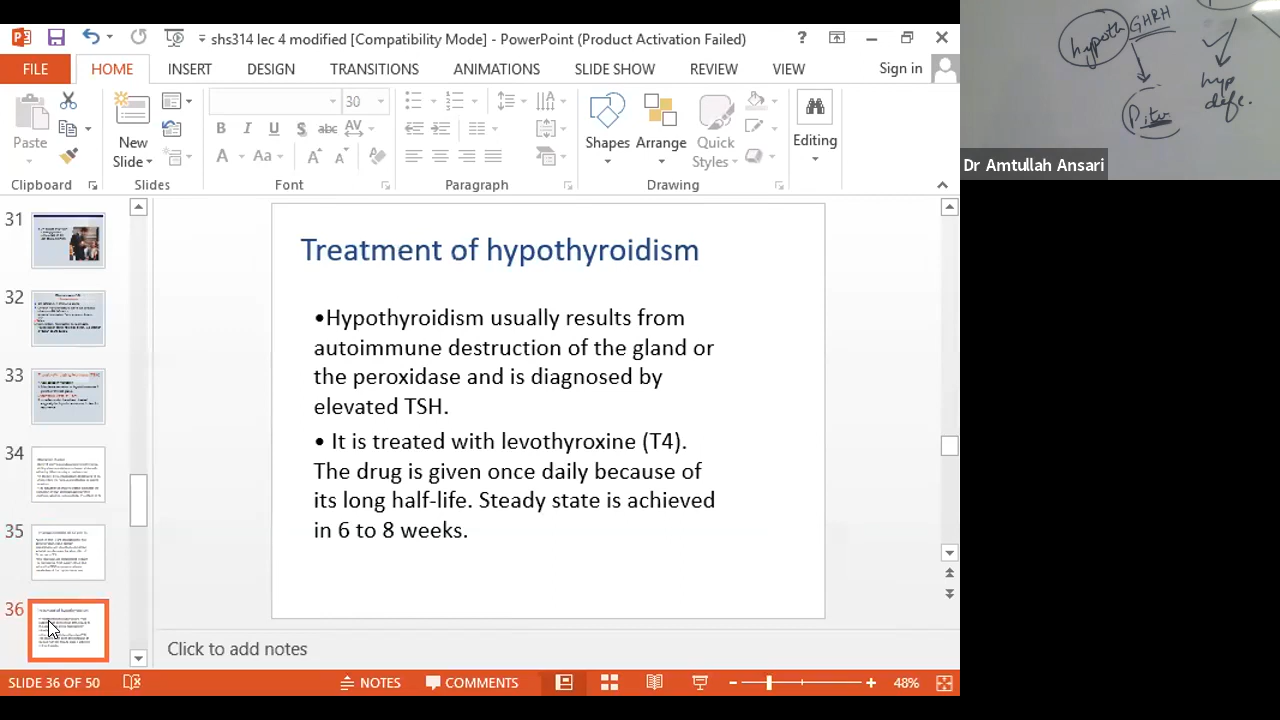 shs314 lec 4 modified [Compatibility Mode] - PowerPoint (Product Activation Failed)
FILE HOME INSERT DESIGN TRANSITIONS ANIMATIONS SLIDE SHOW REVIEW VIEW Sign in
Paste
New
Slide
30
B I U S abc AV
A Aa A A
Shapes Arrange Quick
Styles
Editing
Clipboard Slides Font Paragraph Drawing
31
32
33
34
35
36
Treatment of hypothyroidism
•Hypothyroidism usually results from
autoimmune destruction of the gland or
the peroxidase and is diagnosed by
elevated TSH.
• It is treated with levothyroxine (T4).
The drug is given once daily because of
its long half-life. Steady state is achieved
in 6 to 8 weeks.
Click to add notes
SLIDE 36 OF 50 NOTES COMMENTS 48%
hypoth GHRH
hyp
Dr Amtullah Ansari